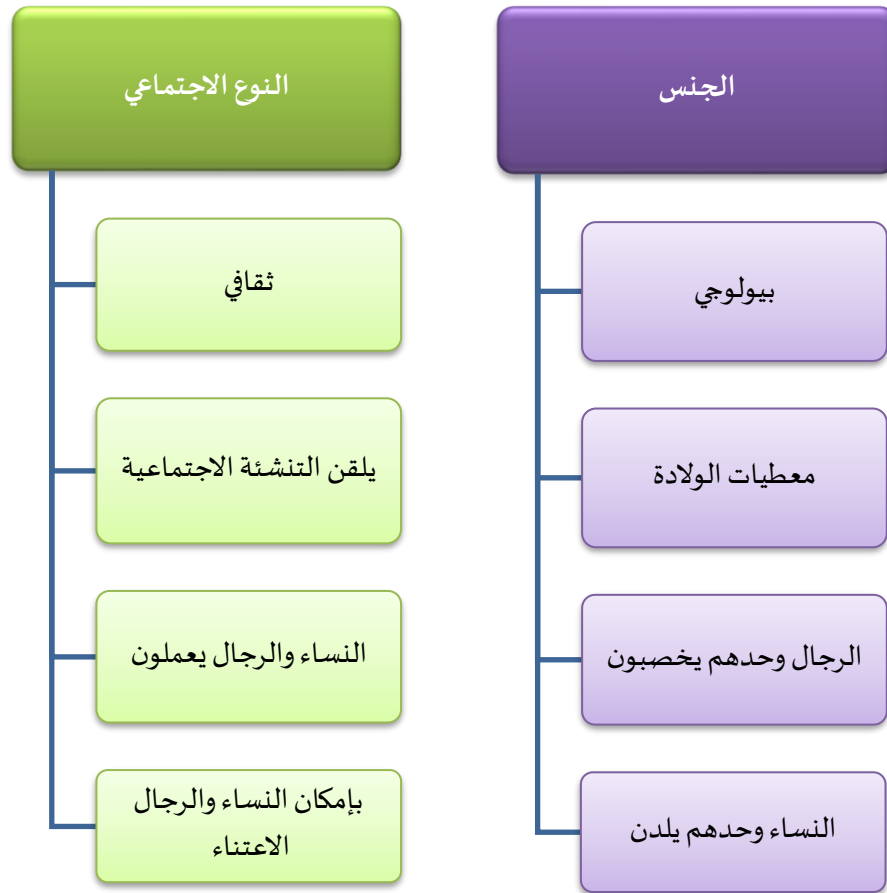 الجنس
بيولوجي
معطيات الولادة
الرجال وحدهم يخصبون
النساء وحدهم يلدن
النوع الاجتماعي
ثقافي
يلقن التنشئة الاجتماعية
النساء والرجال يعملون
بإمكان النساء والرجال
الاعتناء